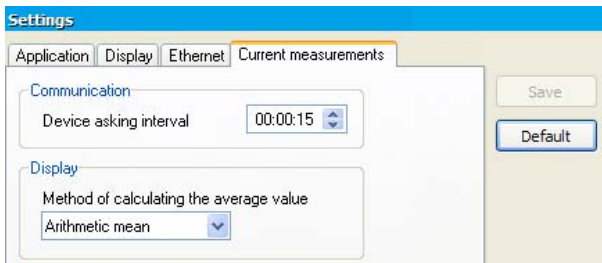 Settings
Application Display Ethernet Current measurements
Communication
Save
Device asking interval 00:00:15
Default
Display
Method of calculating the average value
Arithmetic mean